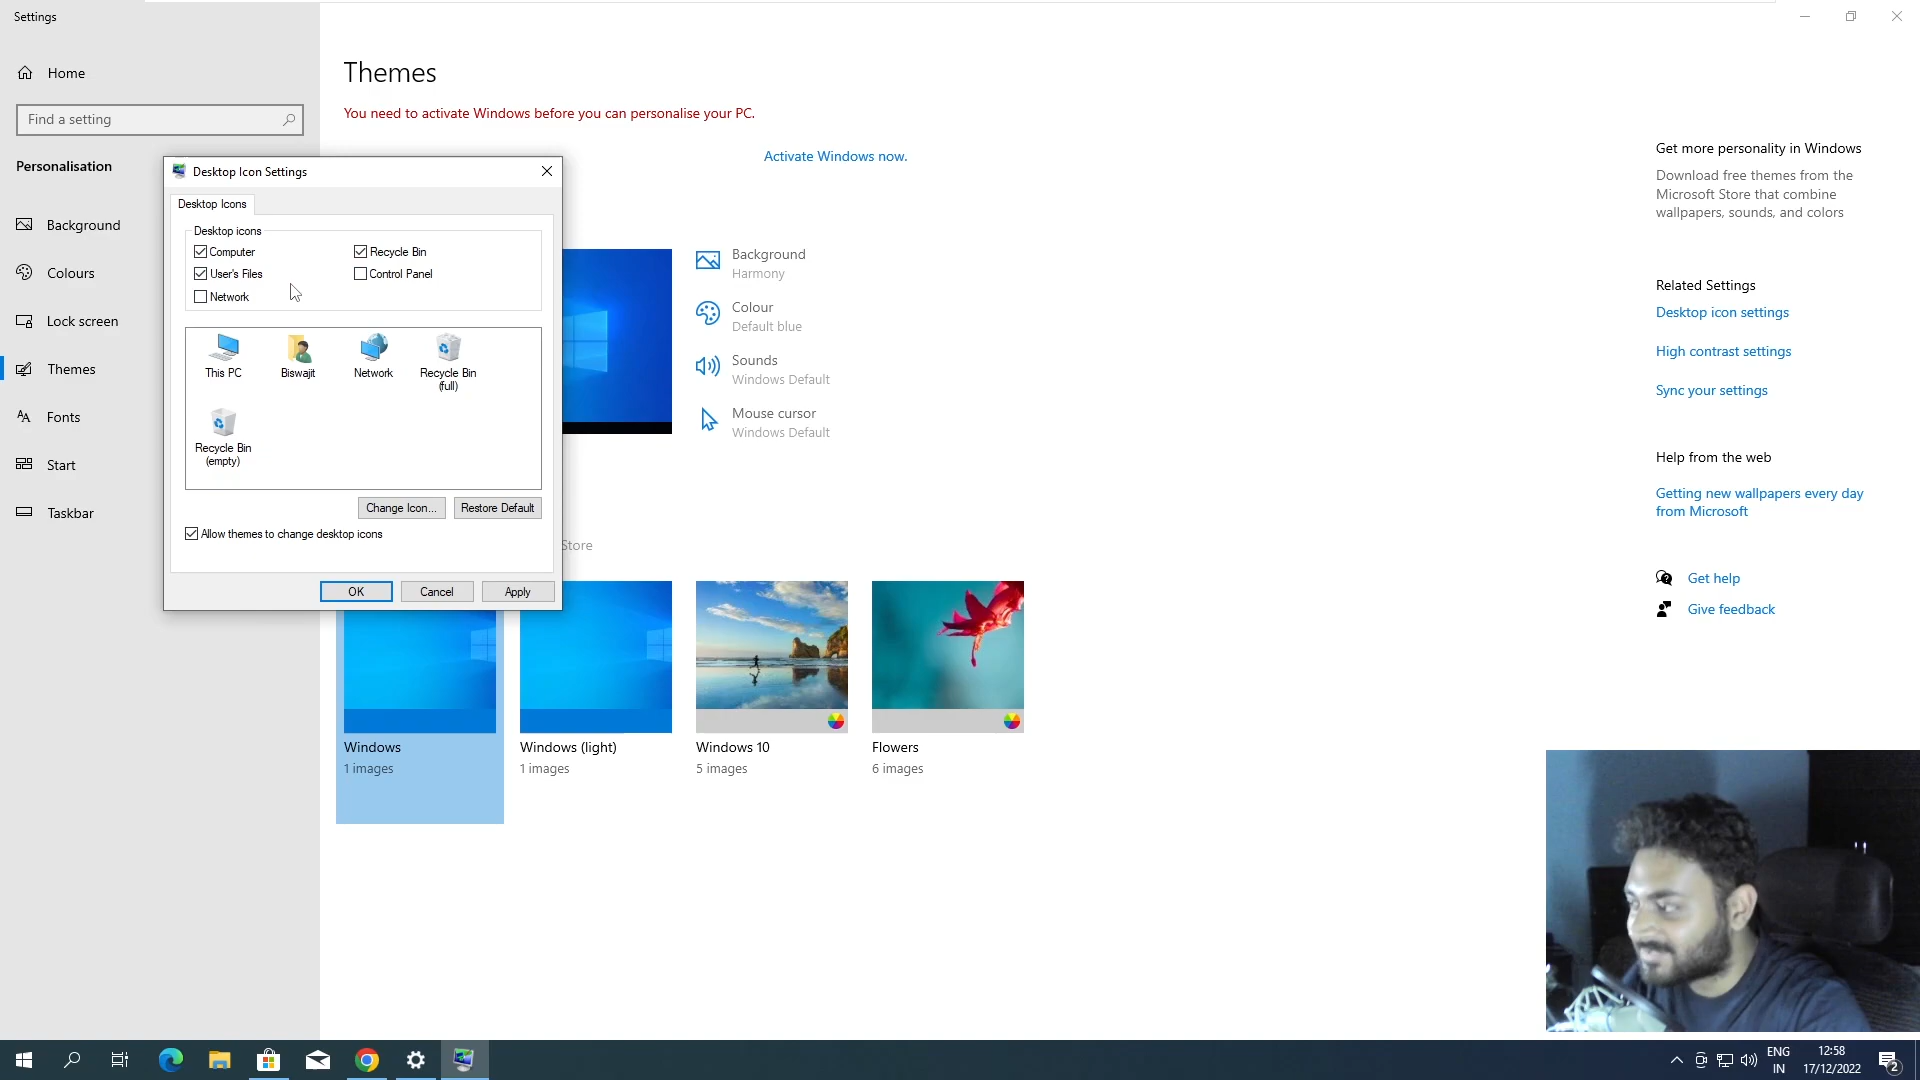 Settings
Home
Find a setting
Personalisation
Background
Colours
Lock screen
Themes
Fonts
Start
Taskbar
Themes
You need to activate Windows before you can personalise your PC.
Activate Windows now.
Desktop Icon Settings
Desktop Icons
Desktop icons
Computer
Recycle Bin
User's Files
Control Panel
Network
This PC
Biswajit
Network
Recycle Bin
(full)
Recycle Bin
(empty)
Change Icon...
Restore Default
Allow themes to change desktop icons
OK
Cancel
Apply
Background
Harmony
Colour
Default blue
Sounds
Windows Default
Mouse cursor
Windows Default
Store
Windows
1 images
Windows (light)
1 images
Windows 10
5 images
Flowers
6 images
Get more personality in Windows
Download free themes from the
Microsoft Store that combine
wallpapers, sounds, and colors
Related Settings
Desktop icon settings
High contrast settings
Sync your settings
Help from the web
Getting new wallpapers every day
from Microsoft
Get help
Give feedback
ENG
IN
12:58
17/12/2022
2